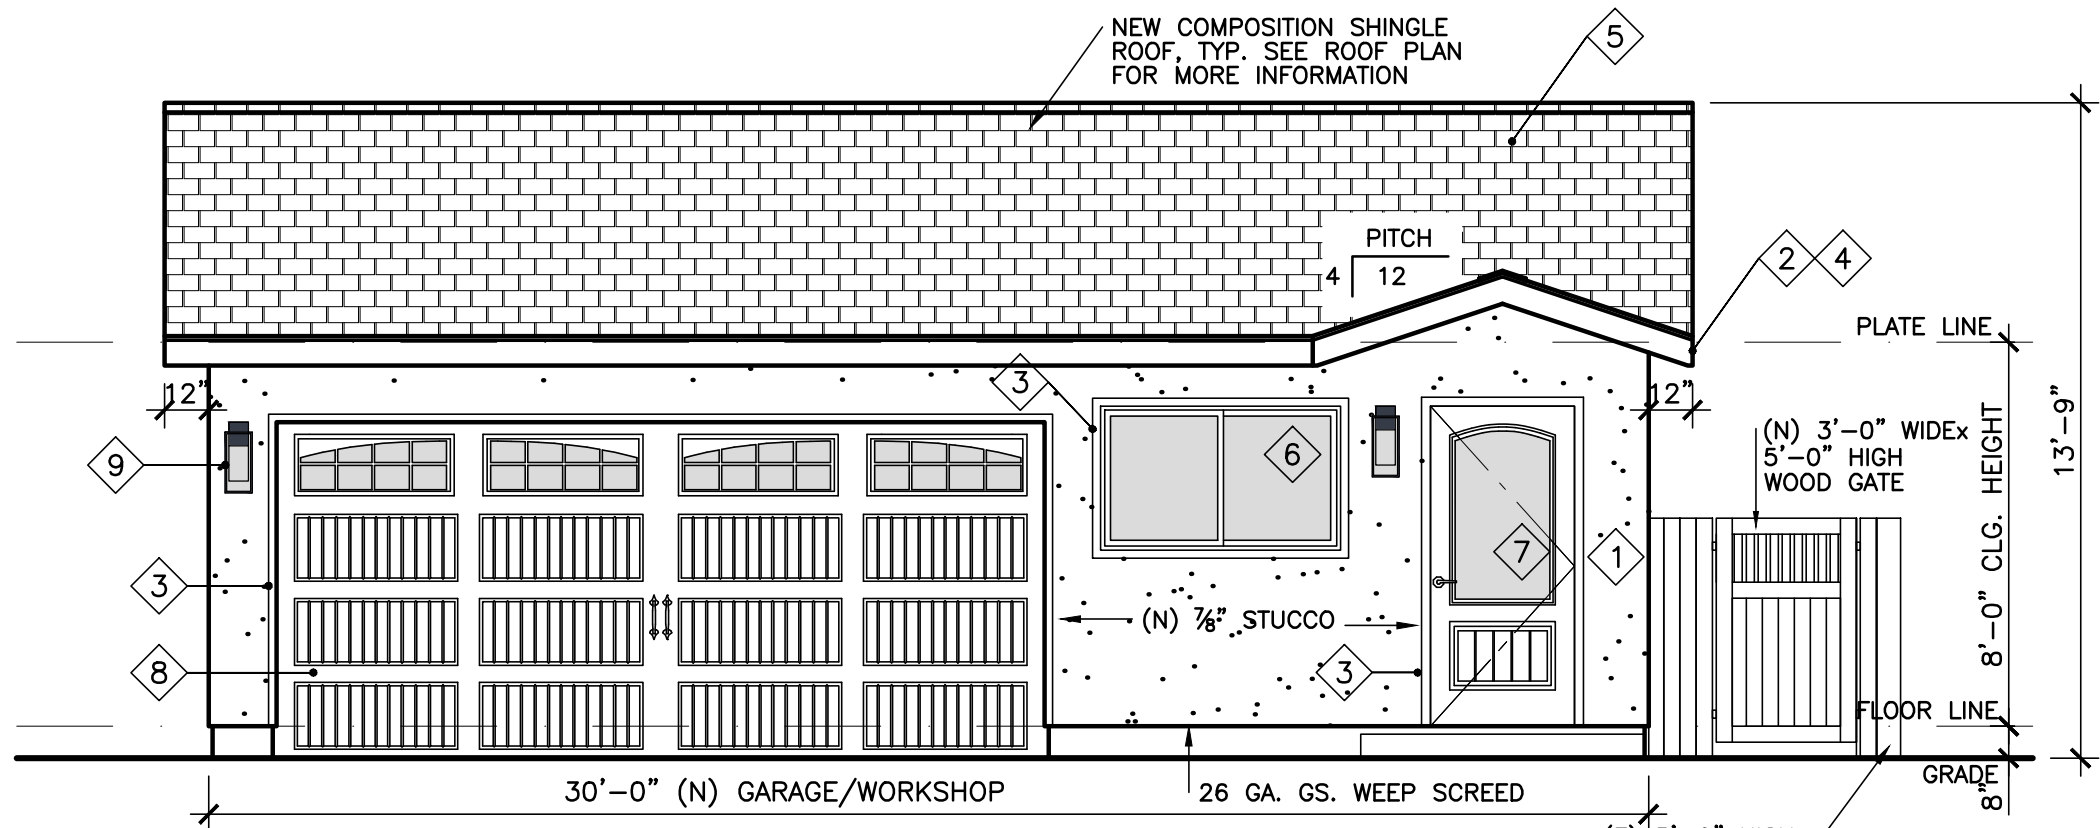 NEW COMPOSITION SHINGLE
ROOF, TYP. SEE ROOF PLAN
FOR MORE INFORMATION
5
PITCH
4
12
2
4
PLATE LINE
12"
12"
3
9
6
(N) 3'-0" WIDEx
5'-0" HIGH
WOOD GATE
8'-0" CLG. HEIGHT
13'-9"
7
1
3
(N) 7/8" STUCCO
8
3
FLOOR LINE
GRADE
8"
30'-0" (N) GARAGE/WORKSHOP
26 GA. GS. WEEP SCREED